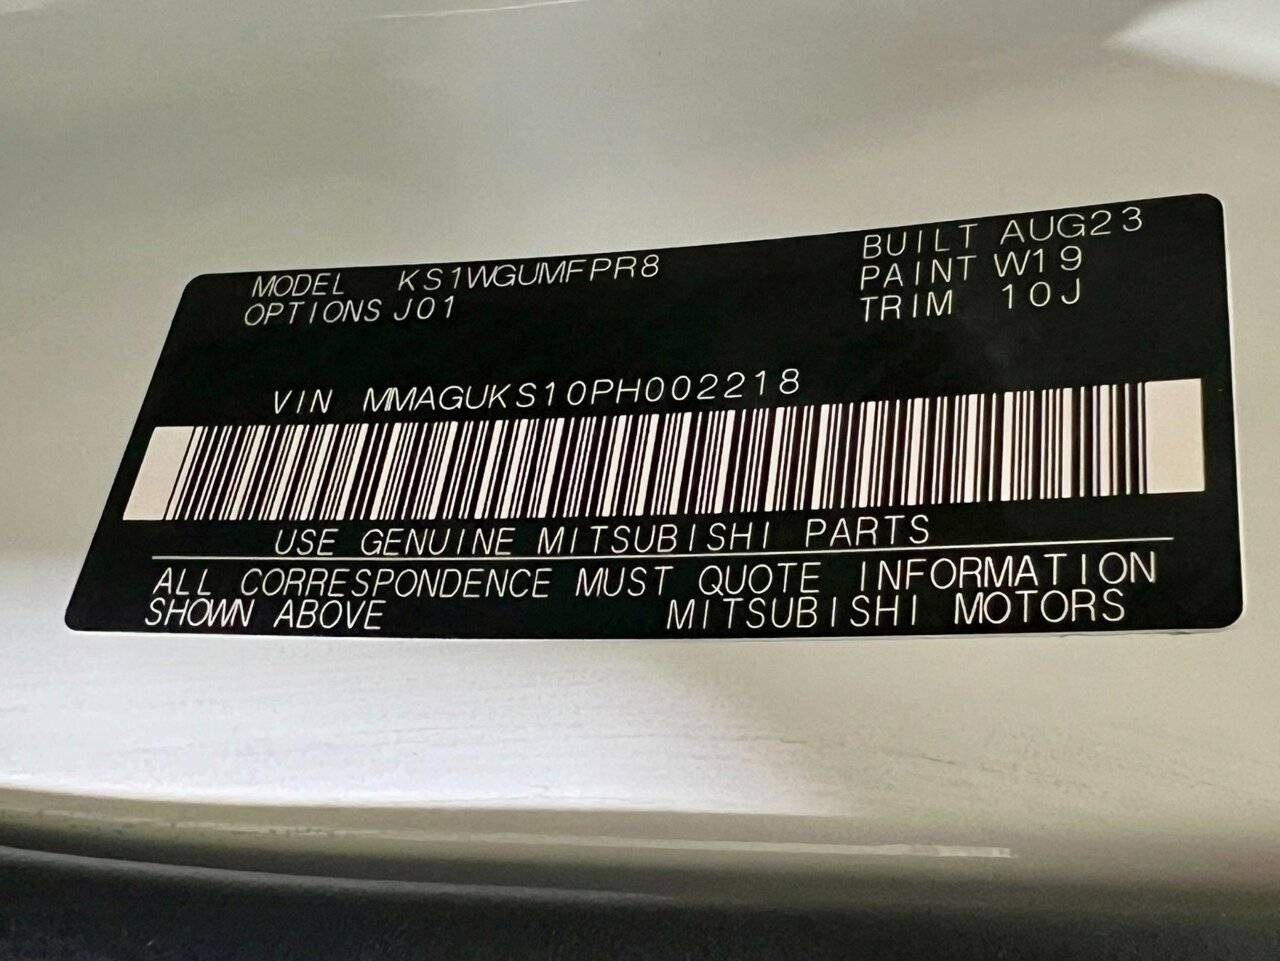 MODEL KS1WGUMFPR8
OPTIONS J01
BUILT AUG23
PAINT W19
TRIM 10J
VIN MMAGUKS10PH002218
USE GENUINE MITSUBISHI PARTS
ALL CORRESPONDENCE MUST QUOTE INFORMATION
SHOWN ABOVE MITSUBISHI MOTORS